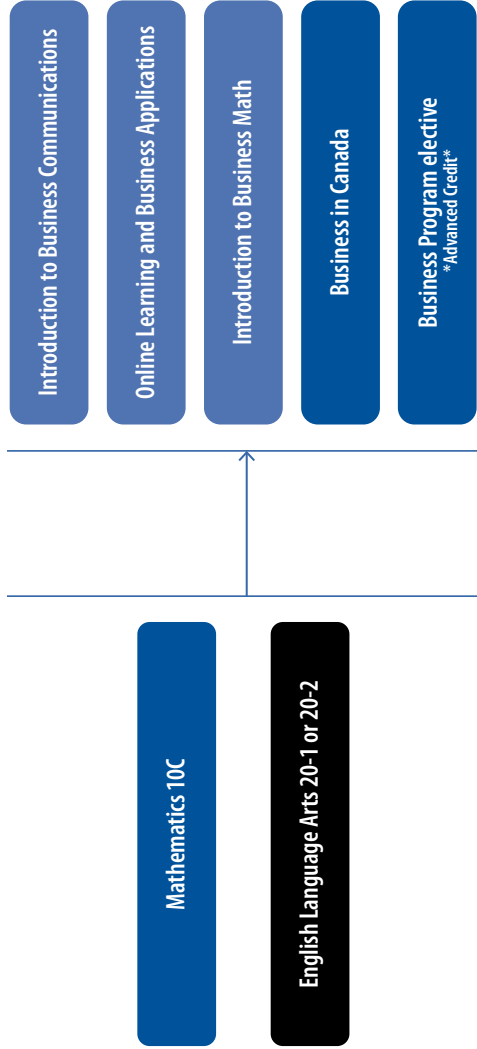 Introduction to Business Communications
Online Learning and Business Applications
Introduction to Business Math
Business in Canada
Business Program elective
*Advanced Credit*
Mathematics 10C
English Language Arts 20-1 or 20-2